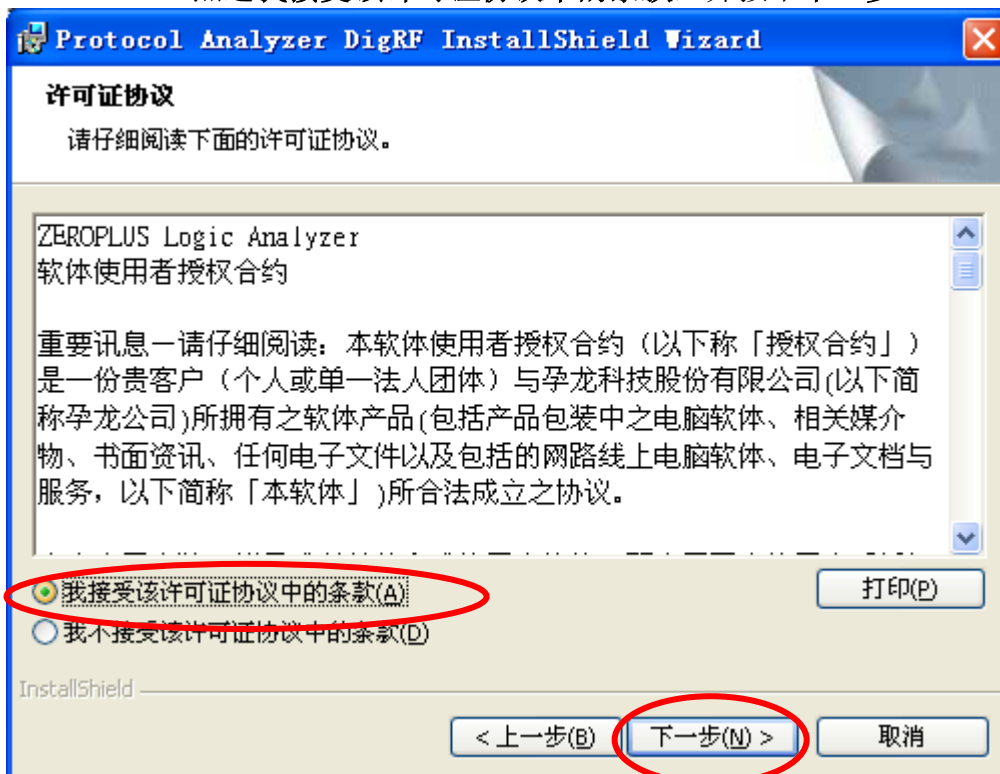 Protocol Analyzer DigRF InstallShield Wizard
许可证协议
请仔细阅读下面的许可证协议。
ZEROPLUS Logic Analyzer
软体使用者授权合约
重要讯息－请仔细阅读：本软体使用者授权合约（以下称「授权合约」）
是一份贵客户（个人或单一法人团体）与孕龙科技股份有限公司(以下简
称孕龙公司)所拥有之软体产品(包括产品包装中之电脑软体、相关媒介
物、书面资讯、任何电子文件以及包括的网路线上电脑软体、电子文档与
服务，以下简称「本软体」)所合法成立之协议。
我接受该许可证协议中的条款(A)
打印(P)
我不接受该许可证协议中的条款(D)
InstallShield
< 上一步(B)
下一步(N) >
取消